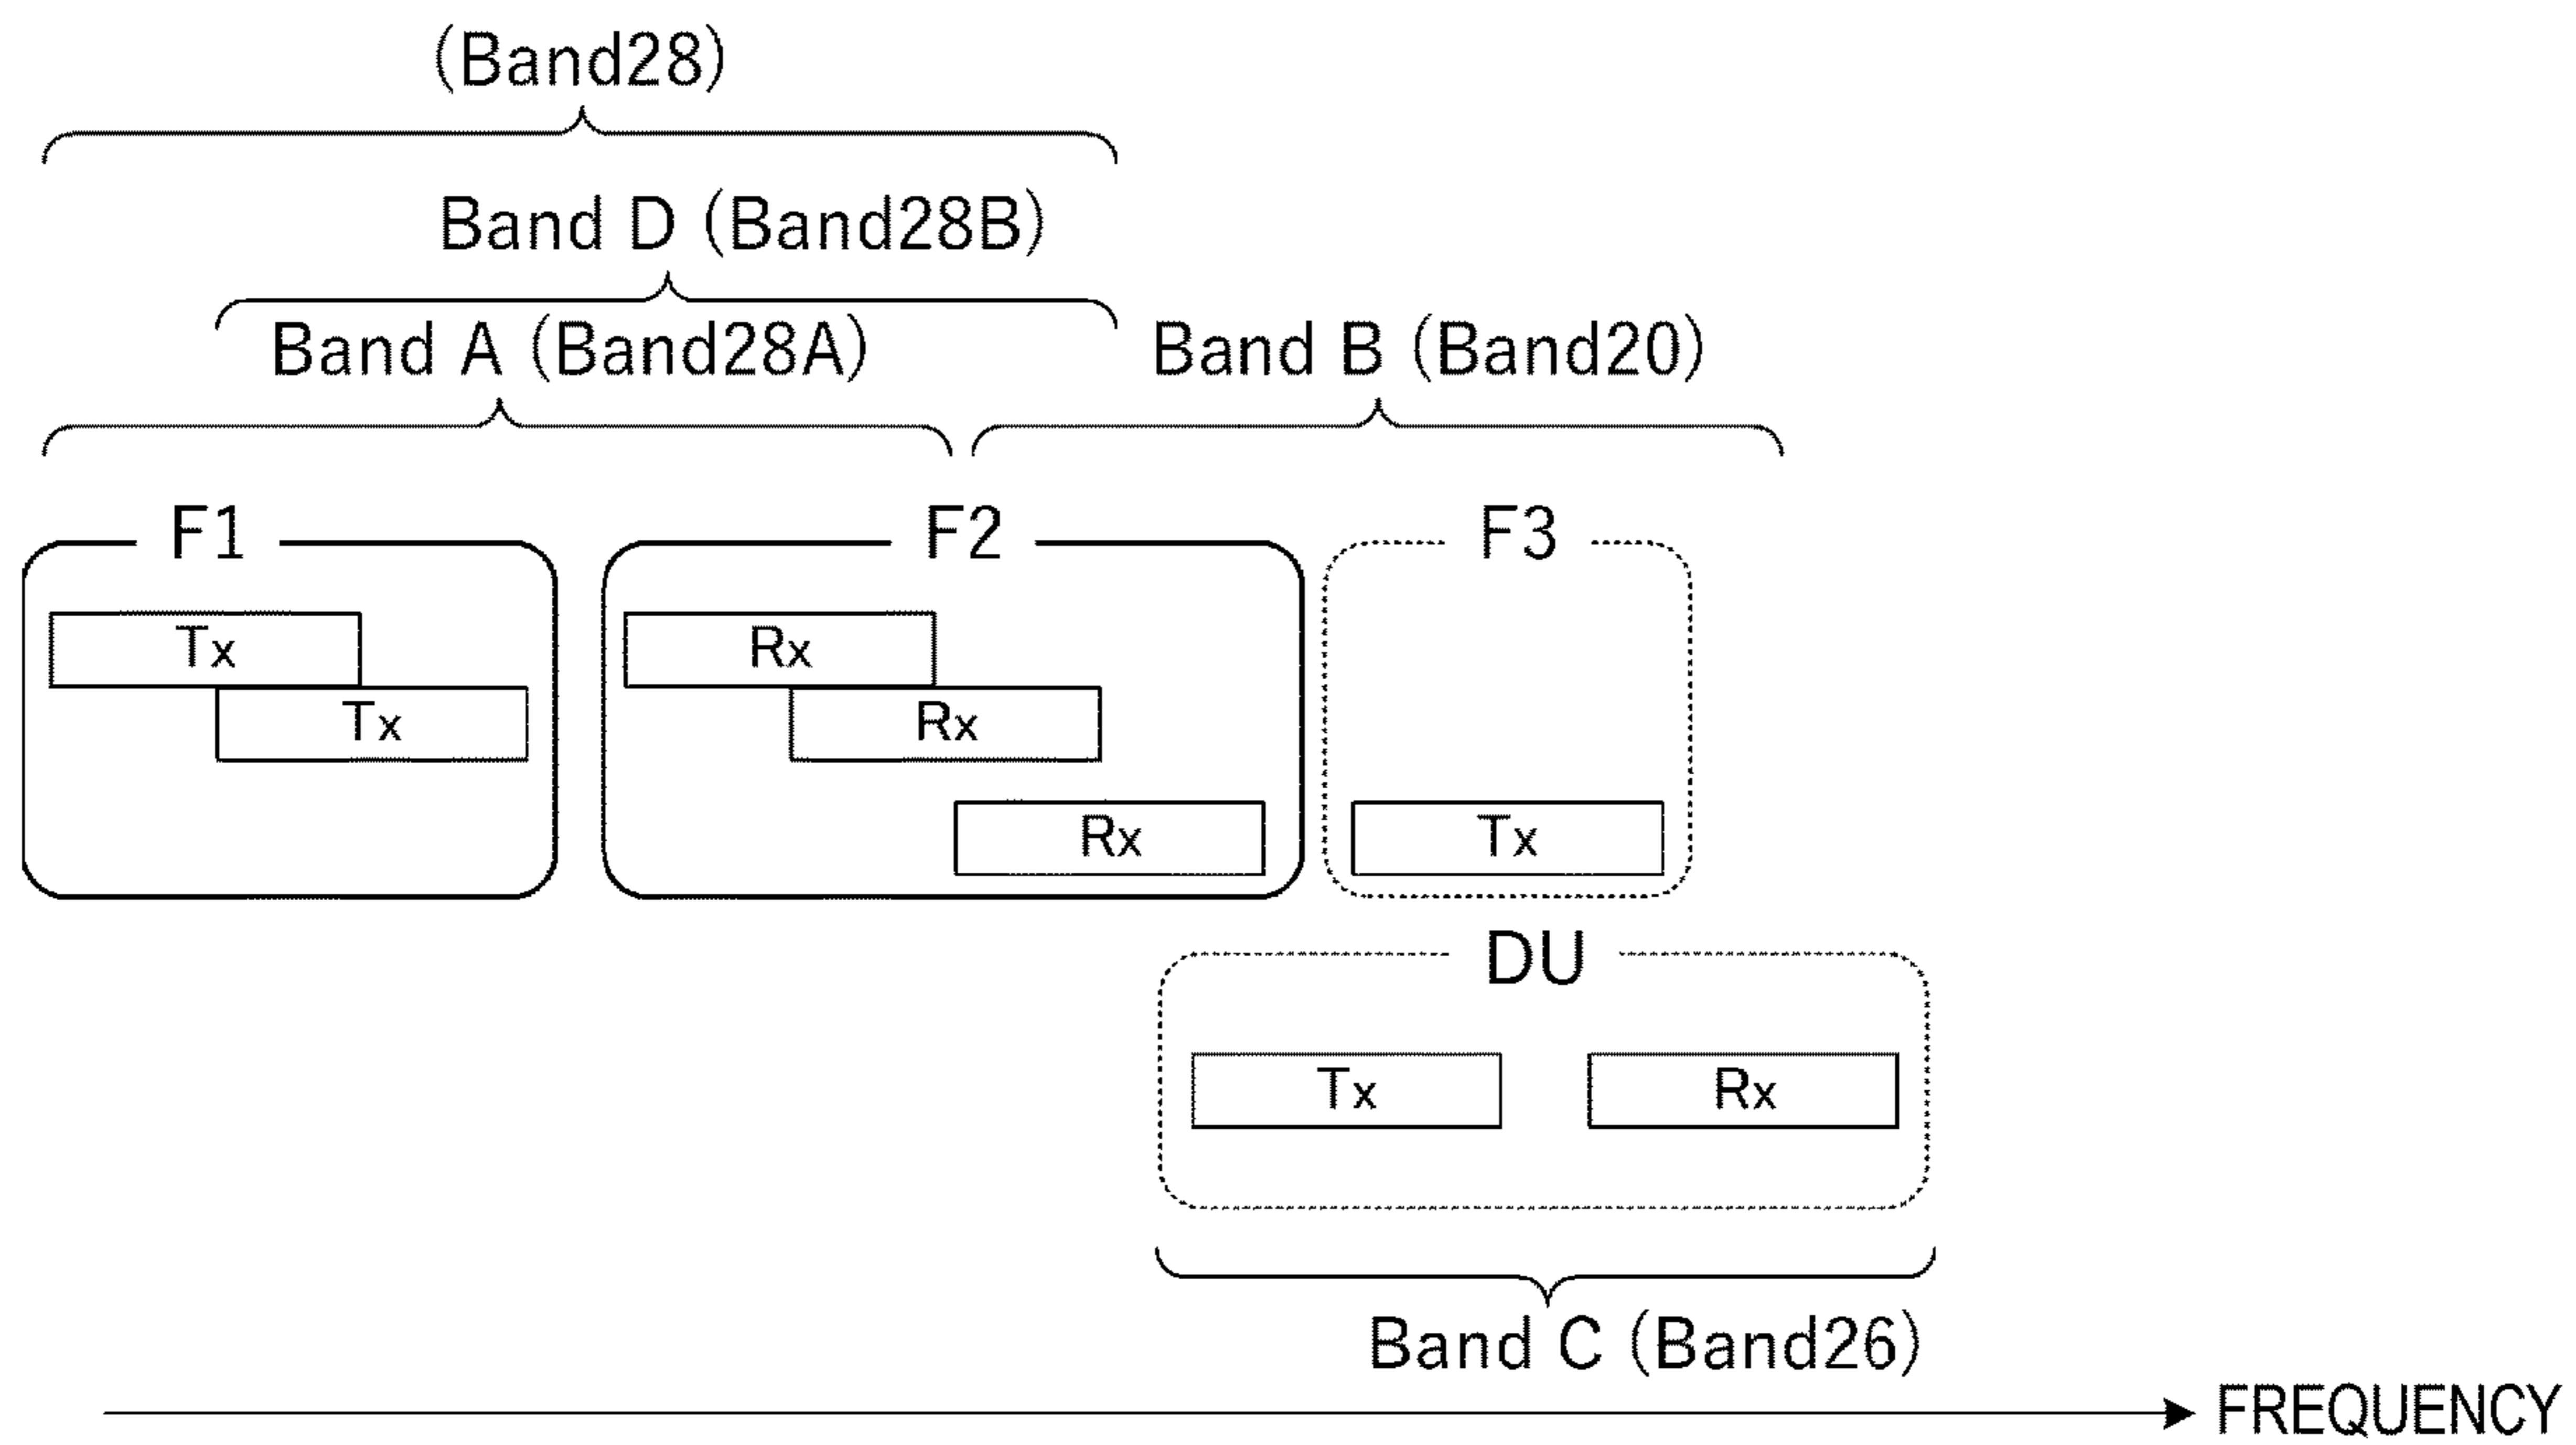 (Band28)
Band D (Band28B)
Band A (Band28A)
Band B (Band20)
F1
F2
F3
Tx
Rx
Tx
Rx
Rx
Tx
DU
Tx
Rx
Band C (Band26)
FREQUENCY